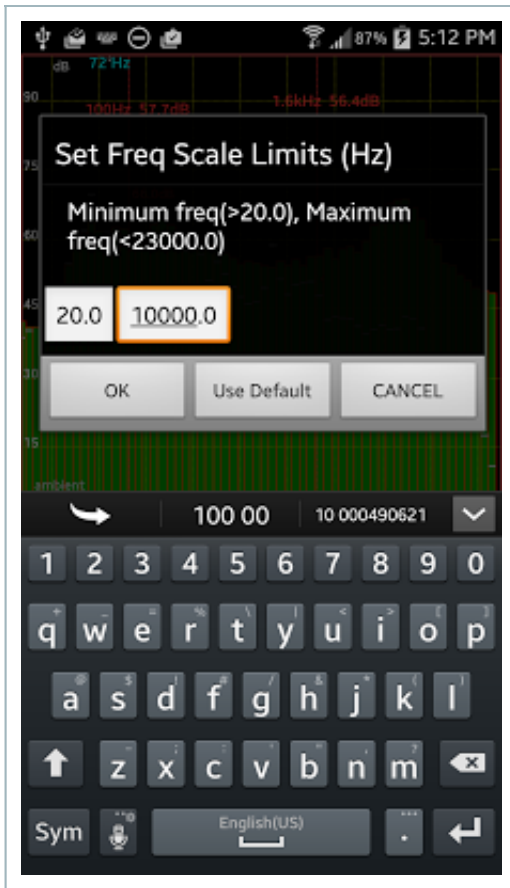 87% 5:12 PM
dB 72Hz
90
100Hz 57.7dB 1.6kHz 56.4dB
Set Freq Scale Limits (Hz)
75
Minimum freq(>20.0), Maximum
60
freq(<23000.0)
45
20.0 10000.0
30
OK Use Default CANCEL
15
ambient
100 00 10 000490621
1 2 3 4 5 6 7 8 9 0
+ - = % \ | < > [ ]
q w e r t y u i o p
@ $ ! # / & * ( )
a s d f g h j k l
- : ; ' " , ?
z x c v b n m
Sym English(US) .